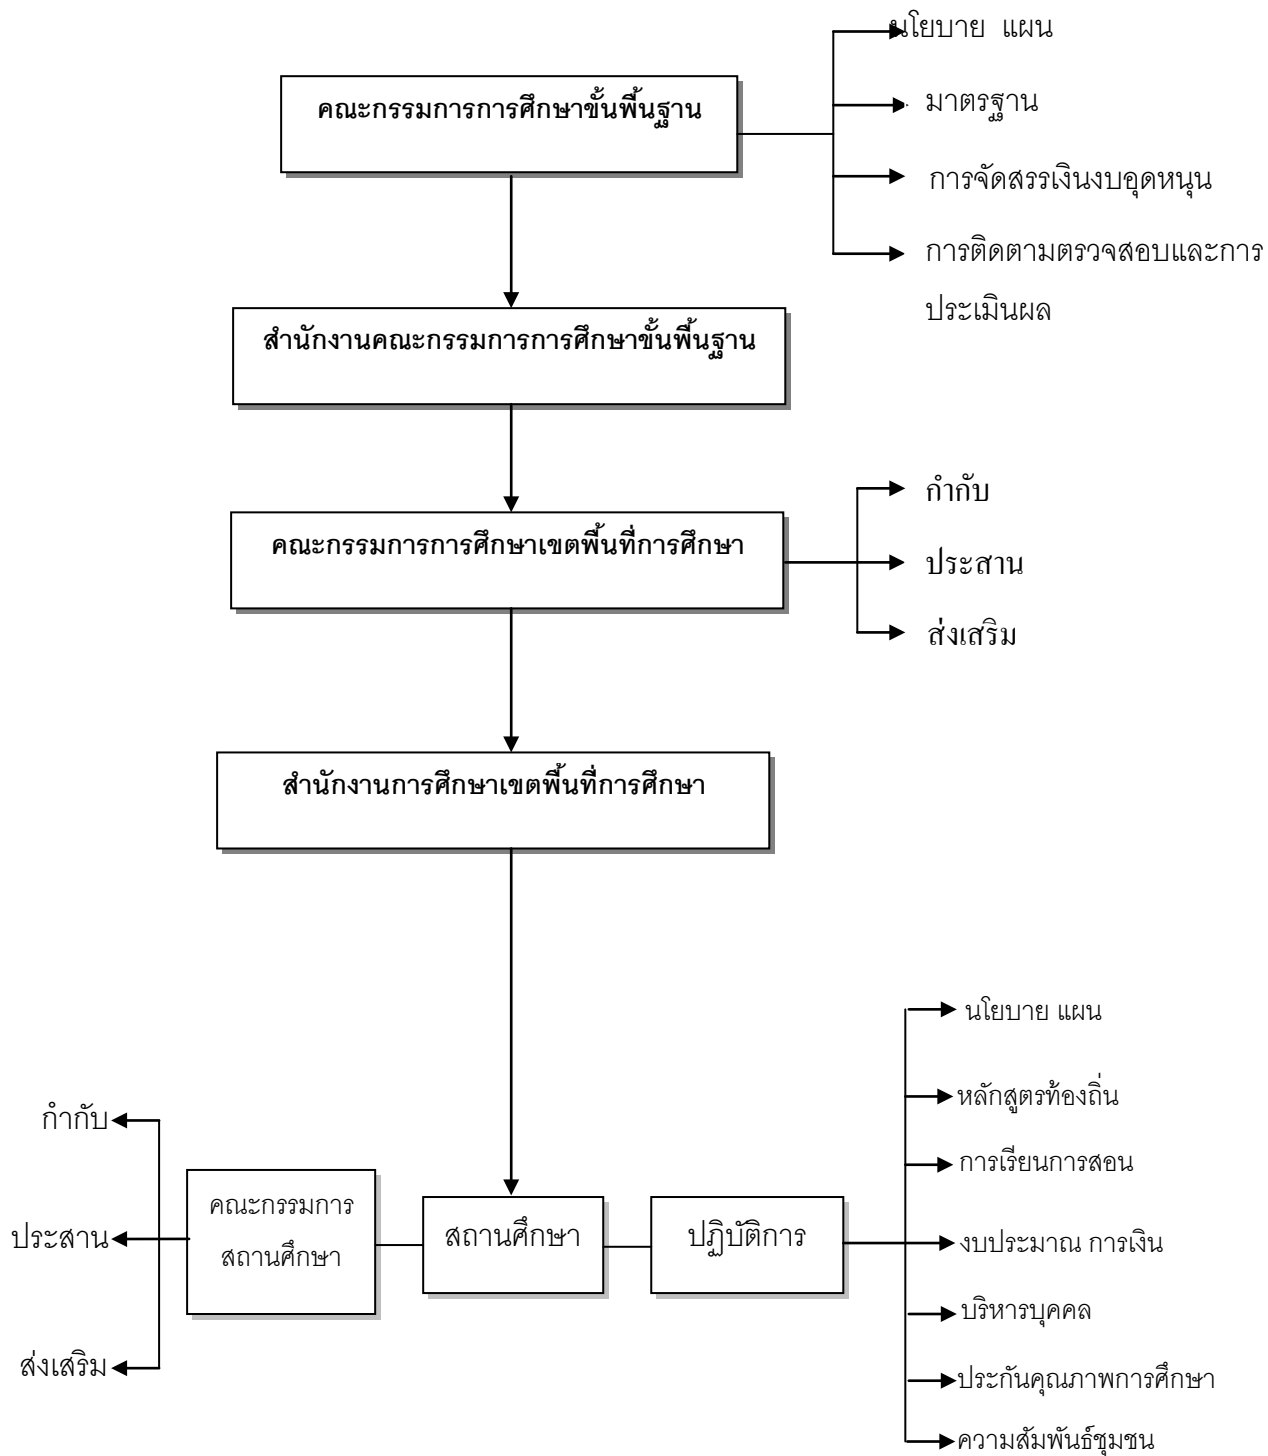 นโยบาย  แผน
คณะกรรมการการศึกษาขั้นพื้นฐาน
มาตรฐาน
การจัดสรรเงินงบอุดหนุน
การติดตามตรวจสอบและการ
ประเมินผล
สำนักงานคณะกรรมการการศึกษาขั้นพื้นฐาน
คณะกรรมการการศึกษาเขตพื้นที่การศึกษา
กำกับ
ประสาน
ส่งเสริม
สำนักงานการศึกษาเขตพื้นที่การศึกษา
กำกับ
ประสาน
ส่งเสริม
คณะกรรมการ
สถานศึกษา
สถานศึกษา
ปฏิบัติการ
นโยบาย แผน
หลักสูตรท้องถิ่น
การเรียนการสอน
งบประมาณ การเงิน
บริหารบุคคล
ประกันคุณภาพการศึกษา
ความสัมพันธ์ชุมชน